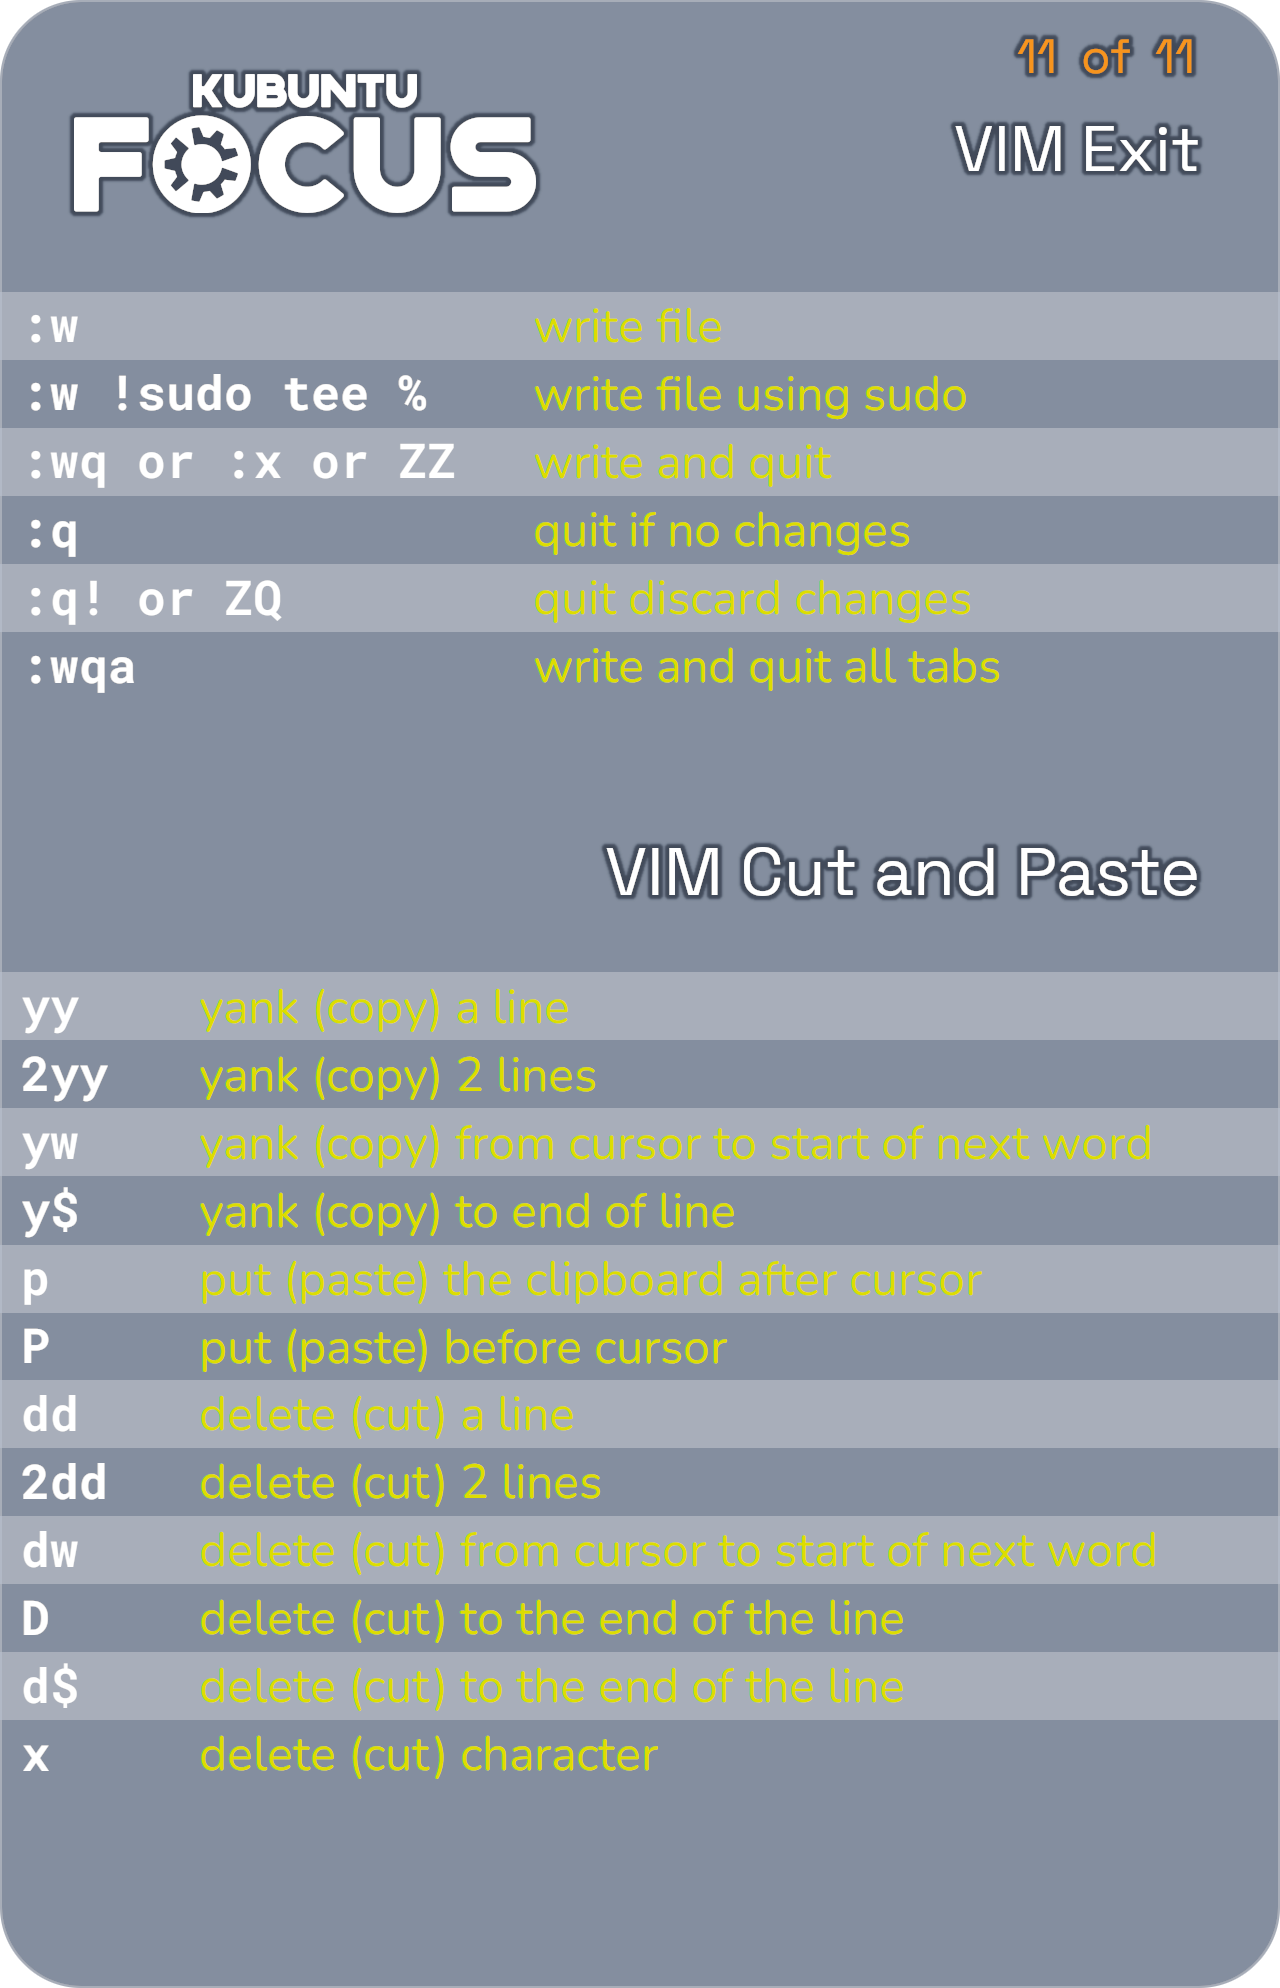 11 of 11
KUBUNTU
FOCUS
VIM Exit
:w write file
:w !sudo tee % write file using sudo
:wq or :x or ZZ write and quit
:q quit if no changes
:q! or ZQ quit discard changes
:wqa write and quit all tabs
VIM Cut and Paste
yy yank (copy) a line
2yy yank (copy) 2 lines
yw yank (copy) from cursor to start of next word
y$ yank (copy) to end of line
p put (paste) the clipboard after cursor
P put (paste) before cursor
dd delete (cut) a line
2dd delete (cut) 2 lines
dw delete (cut) from cursor to start of next word
D delete (cut) to the end of the line
d$ delete (cut) to the end of the line
x delete (cut) character